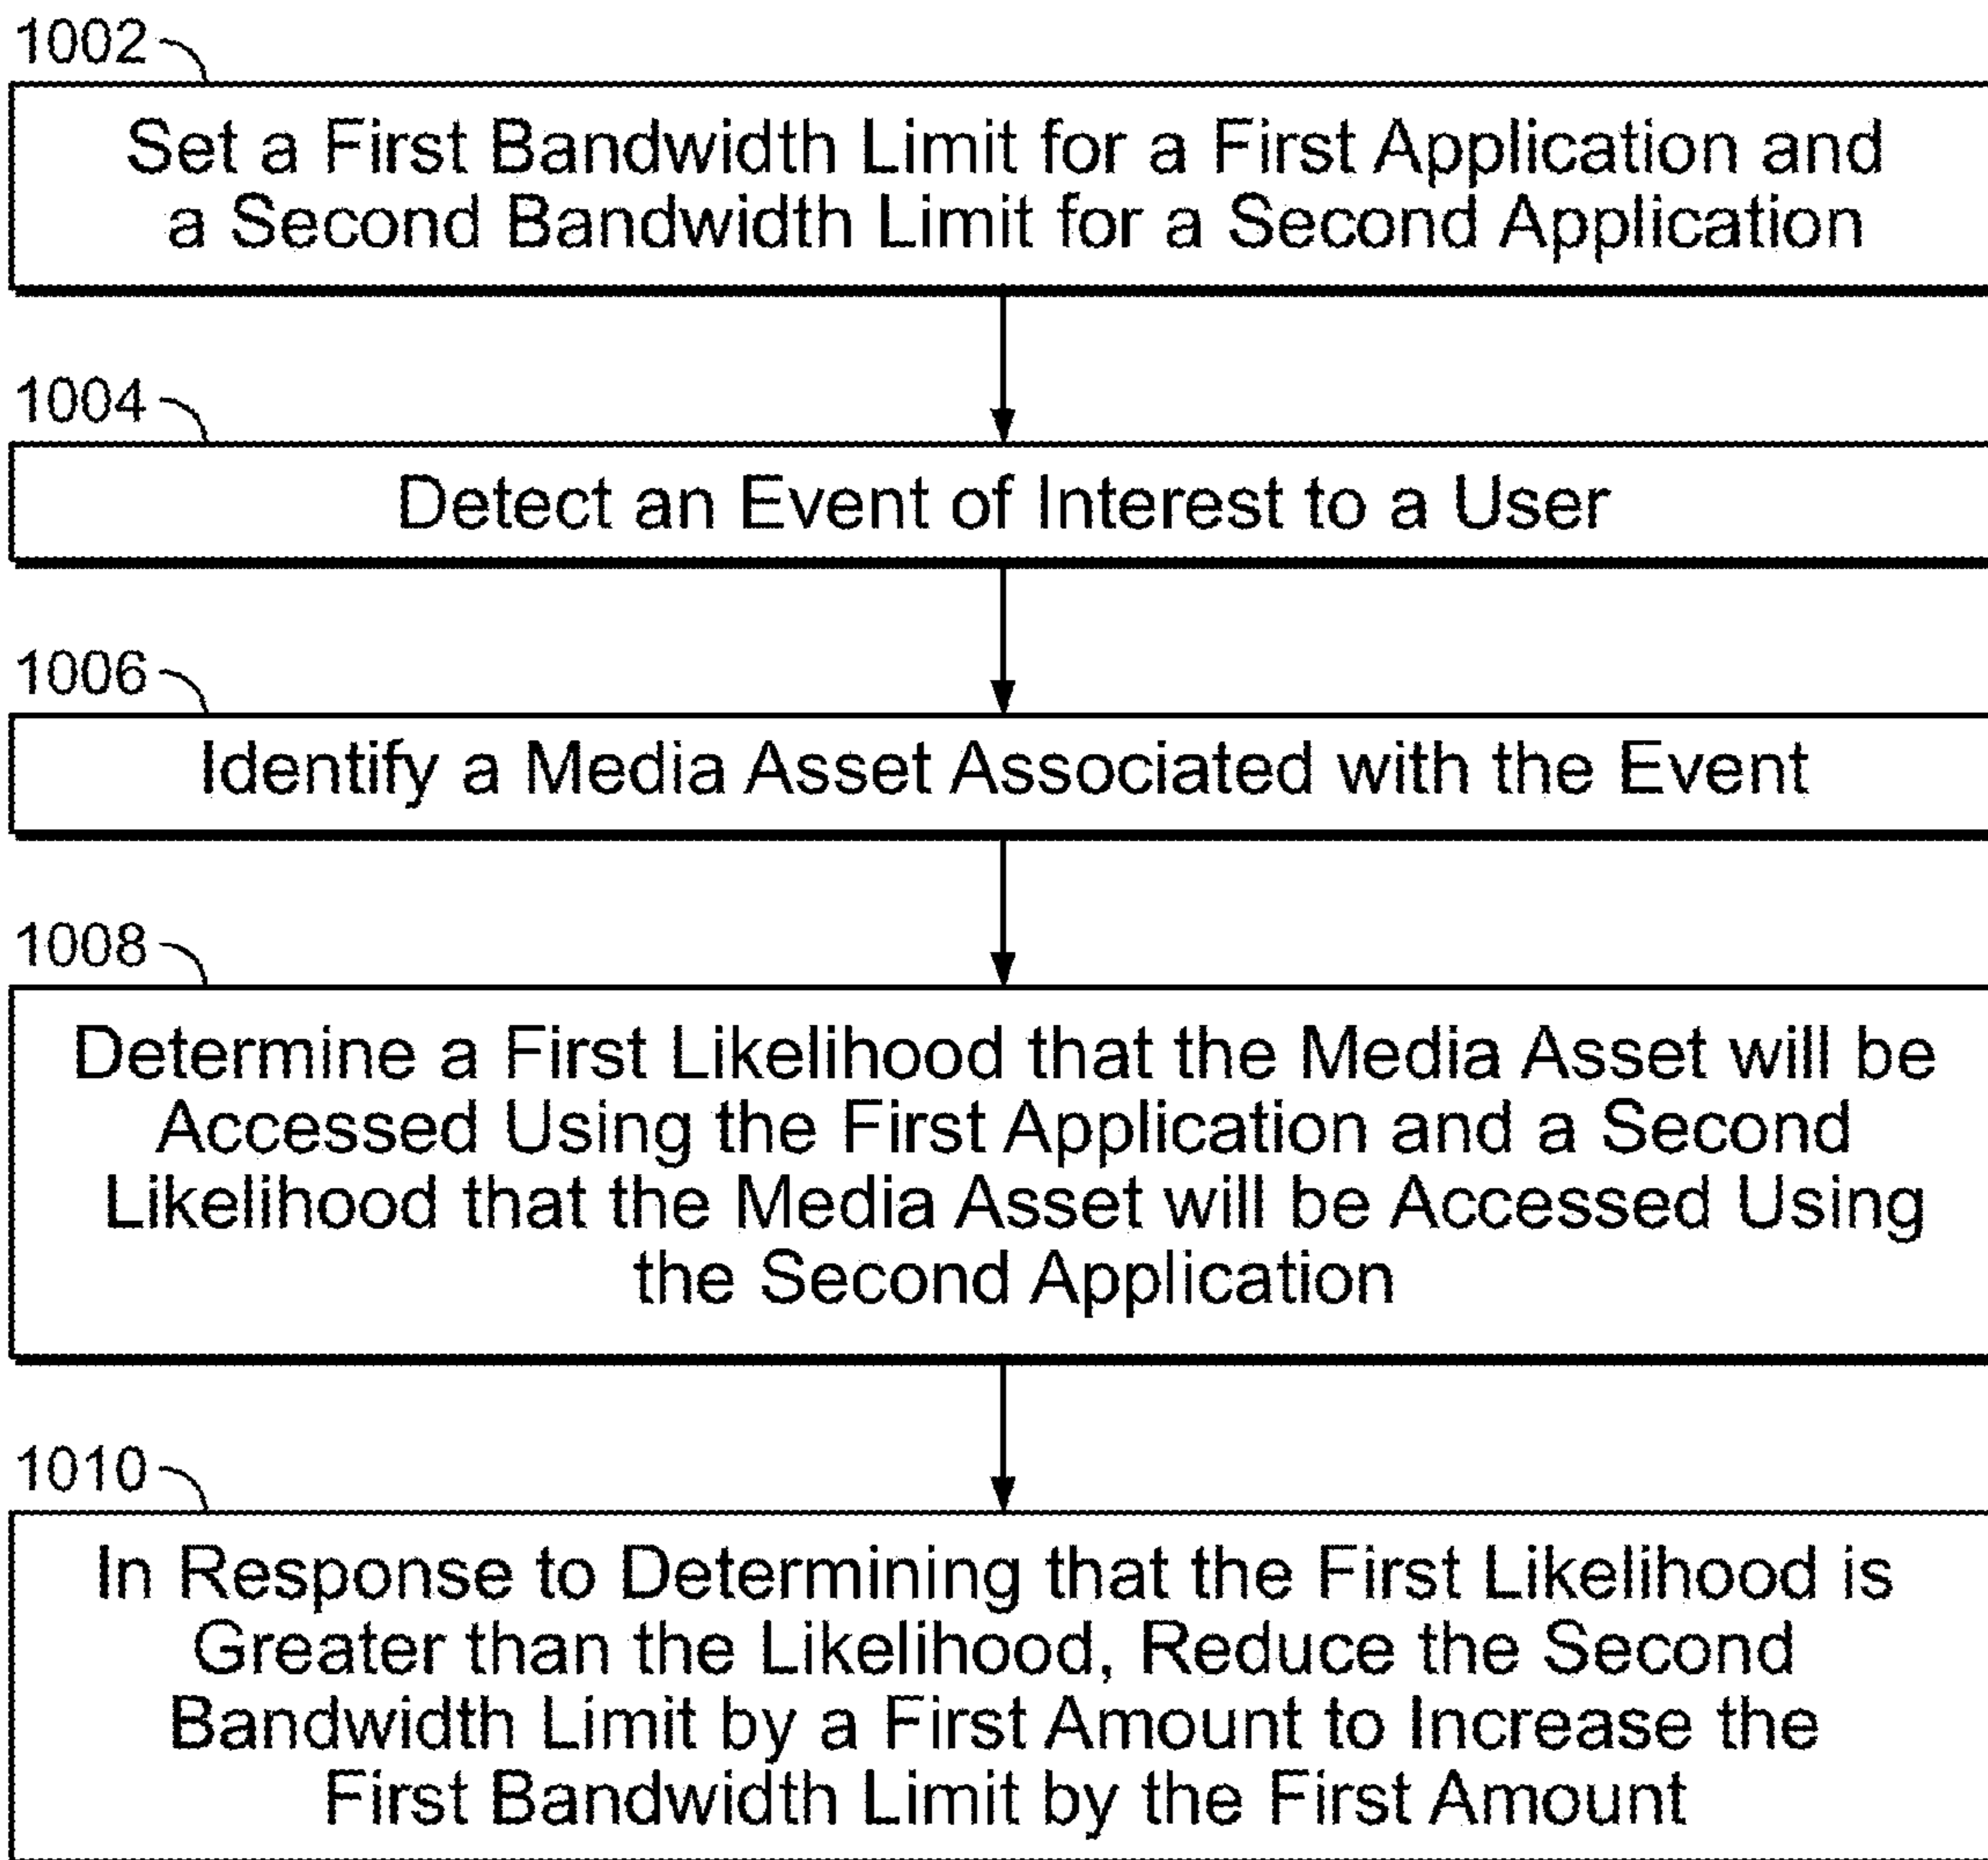 1002
Set a First Bandwidth Limit for a First Application and
a Second Bandwidth Limit for a Second Application
1004
Detect an Event of Interest to a User
1006
Identify a Media Asset Associated with the Event
1008
Determine a First Likelihood that the Media Asset will be
Accessed Using the First Application and a Second
Likelihood that the Media Asset will be Accessed Using
the Second Application
1010
In Response to Determining that the First Likelihood is
Greater than the Likelihood, Reduce the Second
Bandwidth Limit by a First Amount to Increase the
First Bandwidth Limit by the First Amount